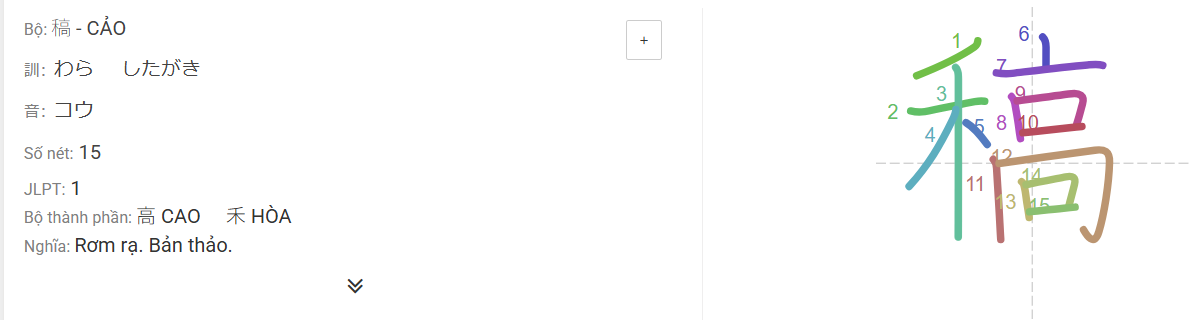 Bộ: 稿 - CẢO
+
訓: わら したがき
音: コウ
Số nét: 15
JLPT: 1
Bộ thành phần: 高 CAO 禾 HÒA
Nghĩa: Rơm rạ. Bản thảo.
稿
1
2
3
4
5
6
7
8
9
10
11
12
13
14
15